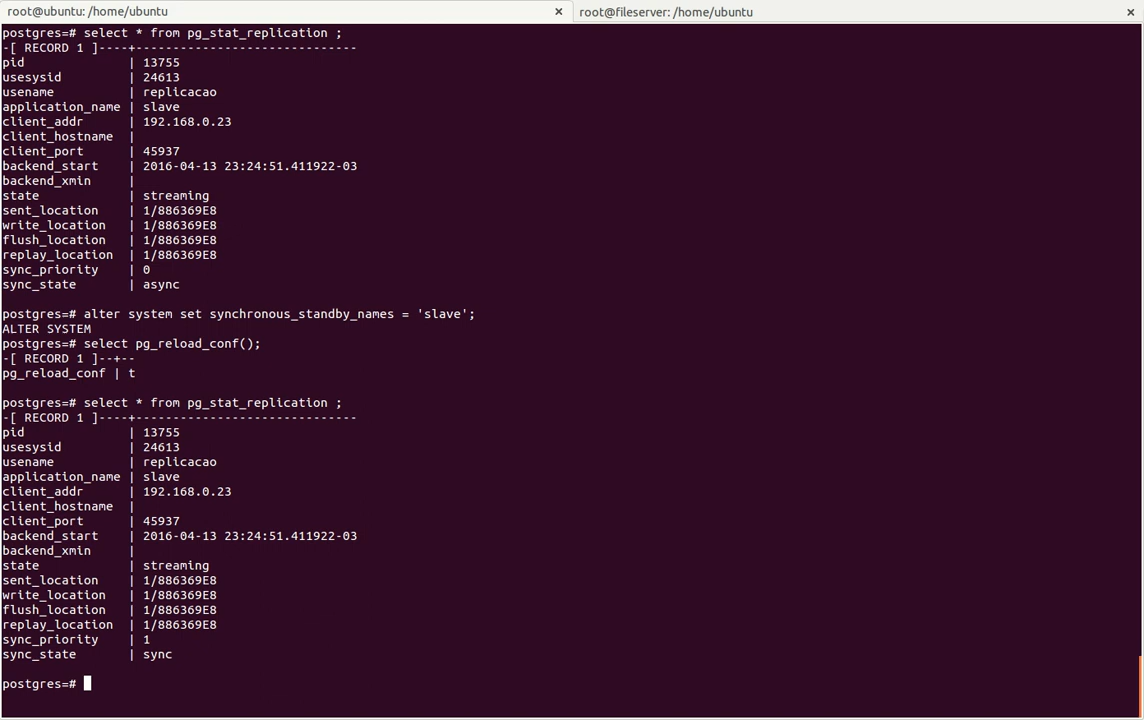 root@ubuntu: /home/ubuntu × root@fileserver: /home/ubuntu ×
postgres=# select * from pg_stat_replication ;
-[ RECORD 1 ]----+------------------------------
pid              | 13755
usesysid         | 24613
usename          | replicacao
application_name | slave
client_addr      | 192.168.0.23
client_hostname  |
client_port      | 45937
backend_start    | 2016-04-13 23:24:51.411922-03
backend_xmin     |
state            | streaming
sent_location    | 1/886369E8
write_location   | 1/886369E8
flush_location   | 1/886369E8
replay_location  | 1/886369E8
sync_priority    | 0
sync_state       | async
postgres=# alter system set synchronous_standby_names = 'slave';
ALTER SYSTEM
postgres=# select pg_reload_conf();
-[ RECORD 1 ]--+--
pg_reload_conf | t
postgres=# select * from pg_stat_replication ;
-[ RECORD 1 ]----+------------------------------
pid              | 13755
usesysid         | 24613
usename          | replicacao
application_name | slave
client_addr      | 192.168.0.23
client_hostname  |
client_port      | 45937
backend_start    | 2016-04-13 23:24:51.411922-03
backend_xmin     |
state            | streaming
sent_location    | 1/886369E8
write_location   | 1/886369E8
flush_location   | 1/886369E8
replay_location  | 1/886369E8
sync_priority    | 1
sync_state       | sync
postgres=#